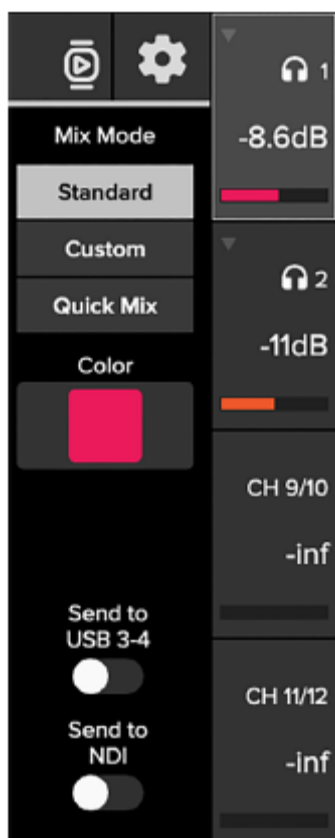 Mix Mode
Standard
Custom
Quick Mix
Color
Send to
USB 3-4
Send to
NDI
1
-8.6dB
2
-11dB
CH 9/10
-inf
CH 11/12
-inf